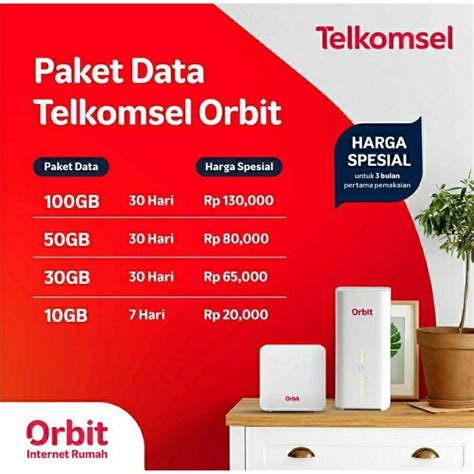 Telkomsel
Paket Data
Telkomsel Orbit
HARGA
SPESIAL
untuk 3 bulan
pertama pemakaian
Paket Data Harga Spesial
100GB 30 Hari Rp 130,000
50GB 30 Hari Rp 80,000
30GB 30 Hari Rp 65,000
10GB 7 Hari Rp 20,000
Orbit
Orbit
Orbit
Internet Rumah